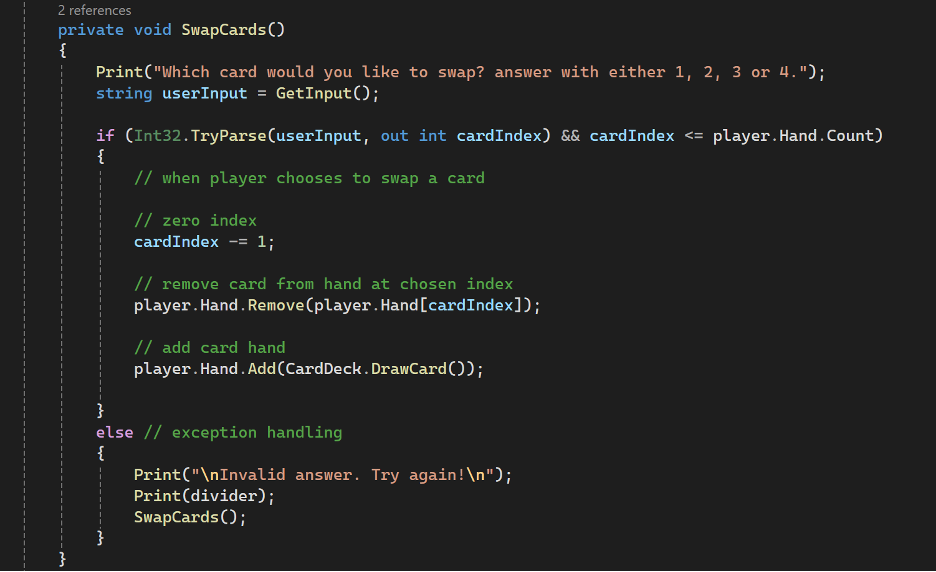 2 references
private void SwapCards()
{
Print("Which card would you like to swap? answer with either 1, 2, 3 or 4.");
string userInput = GetInput();
if (Int32.TryParse(userInput, out int cardIndex) && cardIndex <= player.Hand.Count)
{
// when player chooses to swap a card
// zero index
cardIndex -= 1;
// remove card from hand at chosen index
player.Hand.Remove(player.Hand[cardIndex]);
// add card hand
player.Hand.Add(CardDeck.DrawCard());
}
else // exception handling
{
Print("\nInvalid answer. Try again!\n");
Print(divider);
SwapCards();
}
}